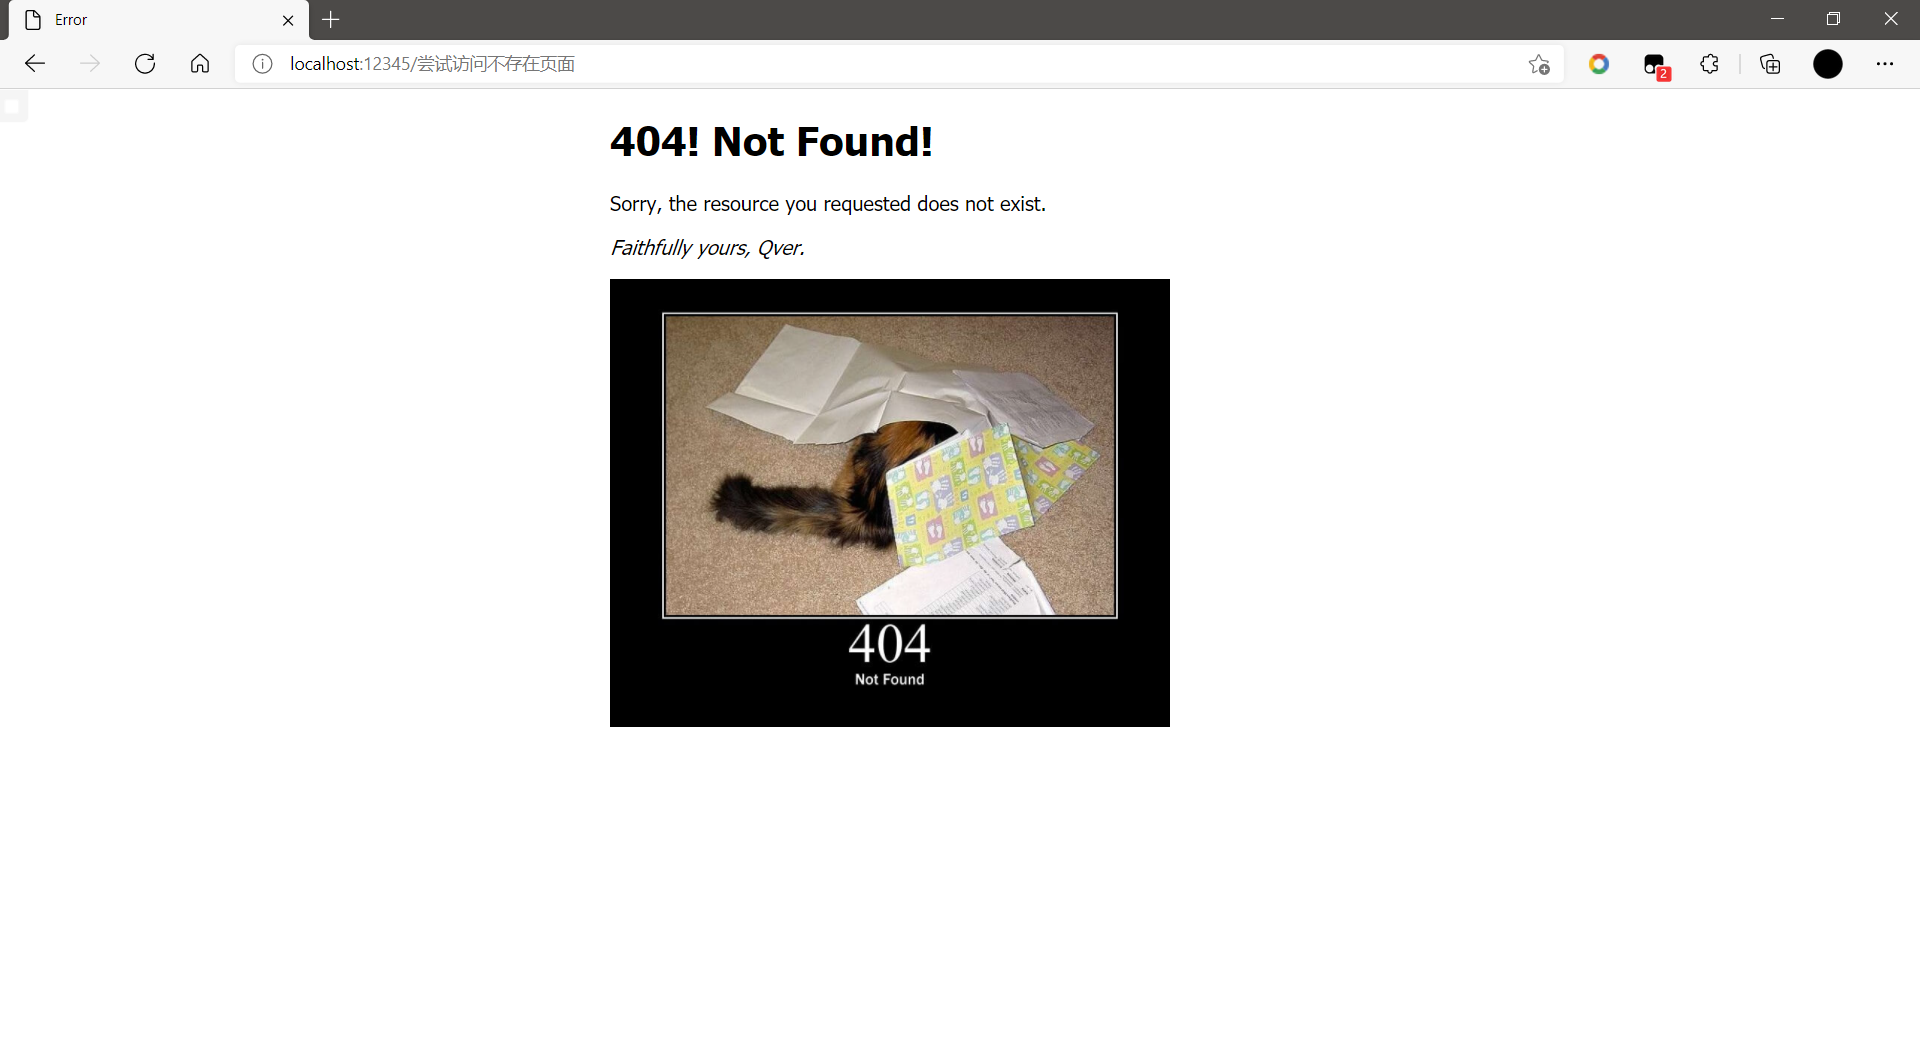 Error
localhost:12345/尝试访问不存在页面
2
404! Not Found!
Sorry, the resource you requested does not exist.
Faithfully yours, Qver.
404
Not Found